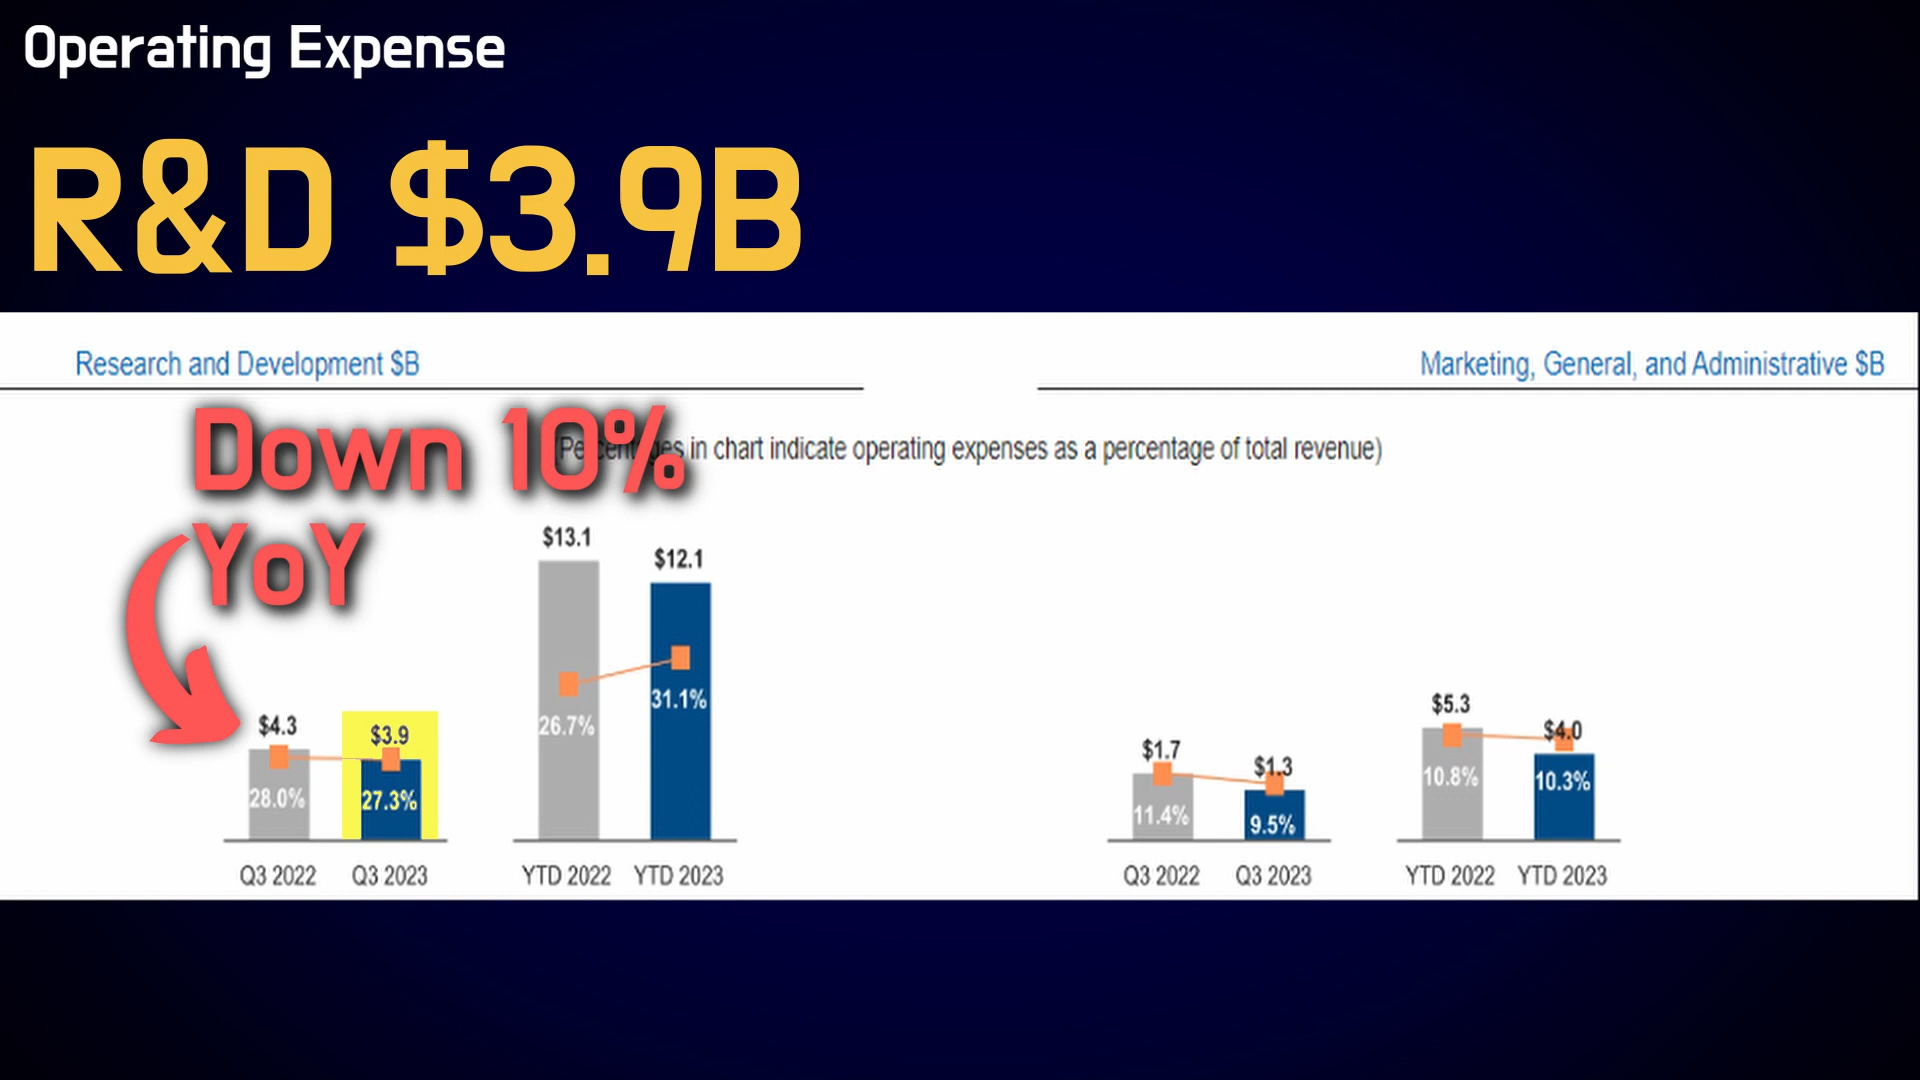 Operating Expense
R&D $3.9B
Research and Development $B
Marketing, General, and Administrative $B
Down 10%
YoY
(Percentages in chart indicate operating expenses as a percentage of total revenue)
$13.1
$12.1
26.7%
31.1%
$4.3
$3.9
28.0%
27.3%
Q3 2022
Q3 2023
YTD 2022
YTD 2023
$1.7
$1.3
11.4%
9.5%
$5.3
$4.0
10.8%
10.3%
Q3 2022
Q3 2023
YTD 2022
YTD 2023